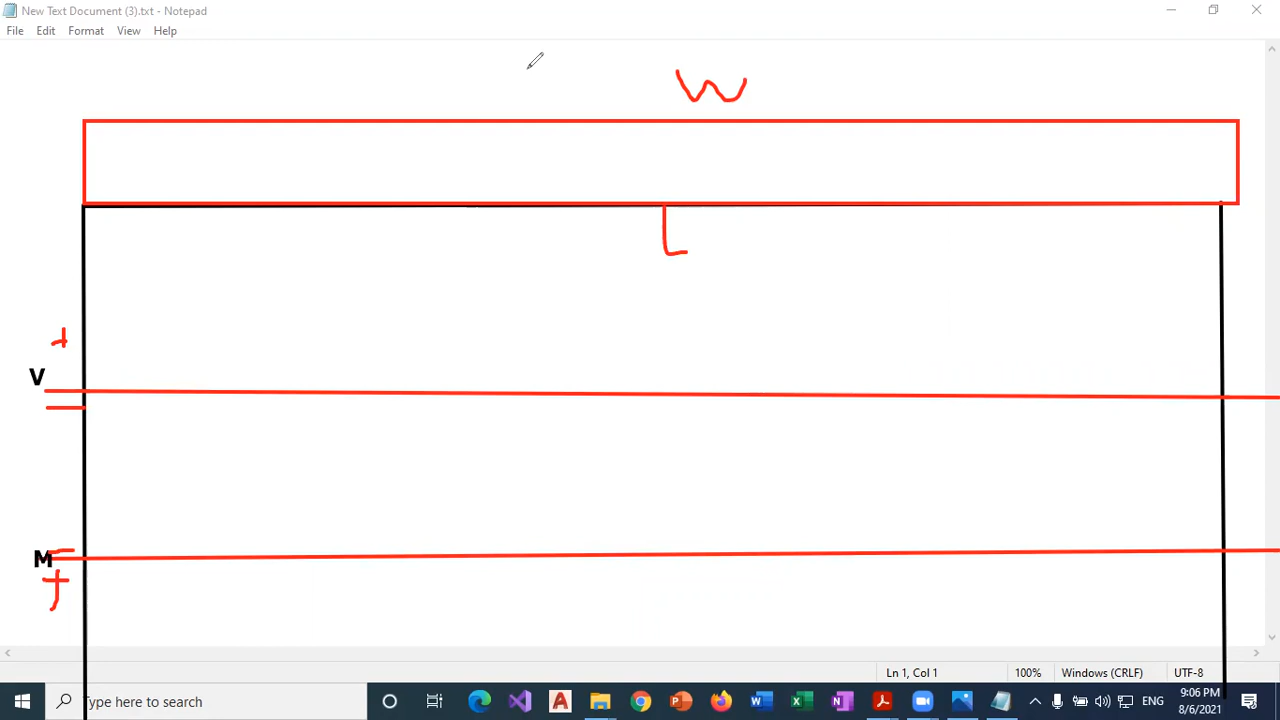 New Text Document (3).txt - Notepad
File Edit Format View Help
W
L
+
V
M
+
Ln 1, Col 1 100% Windows (CRLF) UTF-8
Type here to search
ENG
9:06 PM
8/6/2021